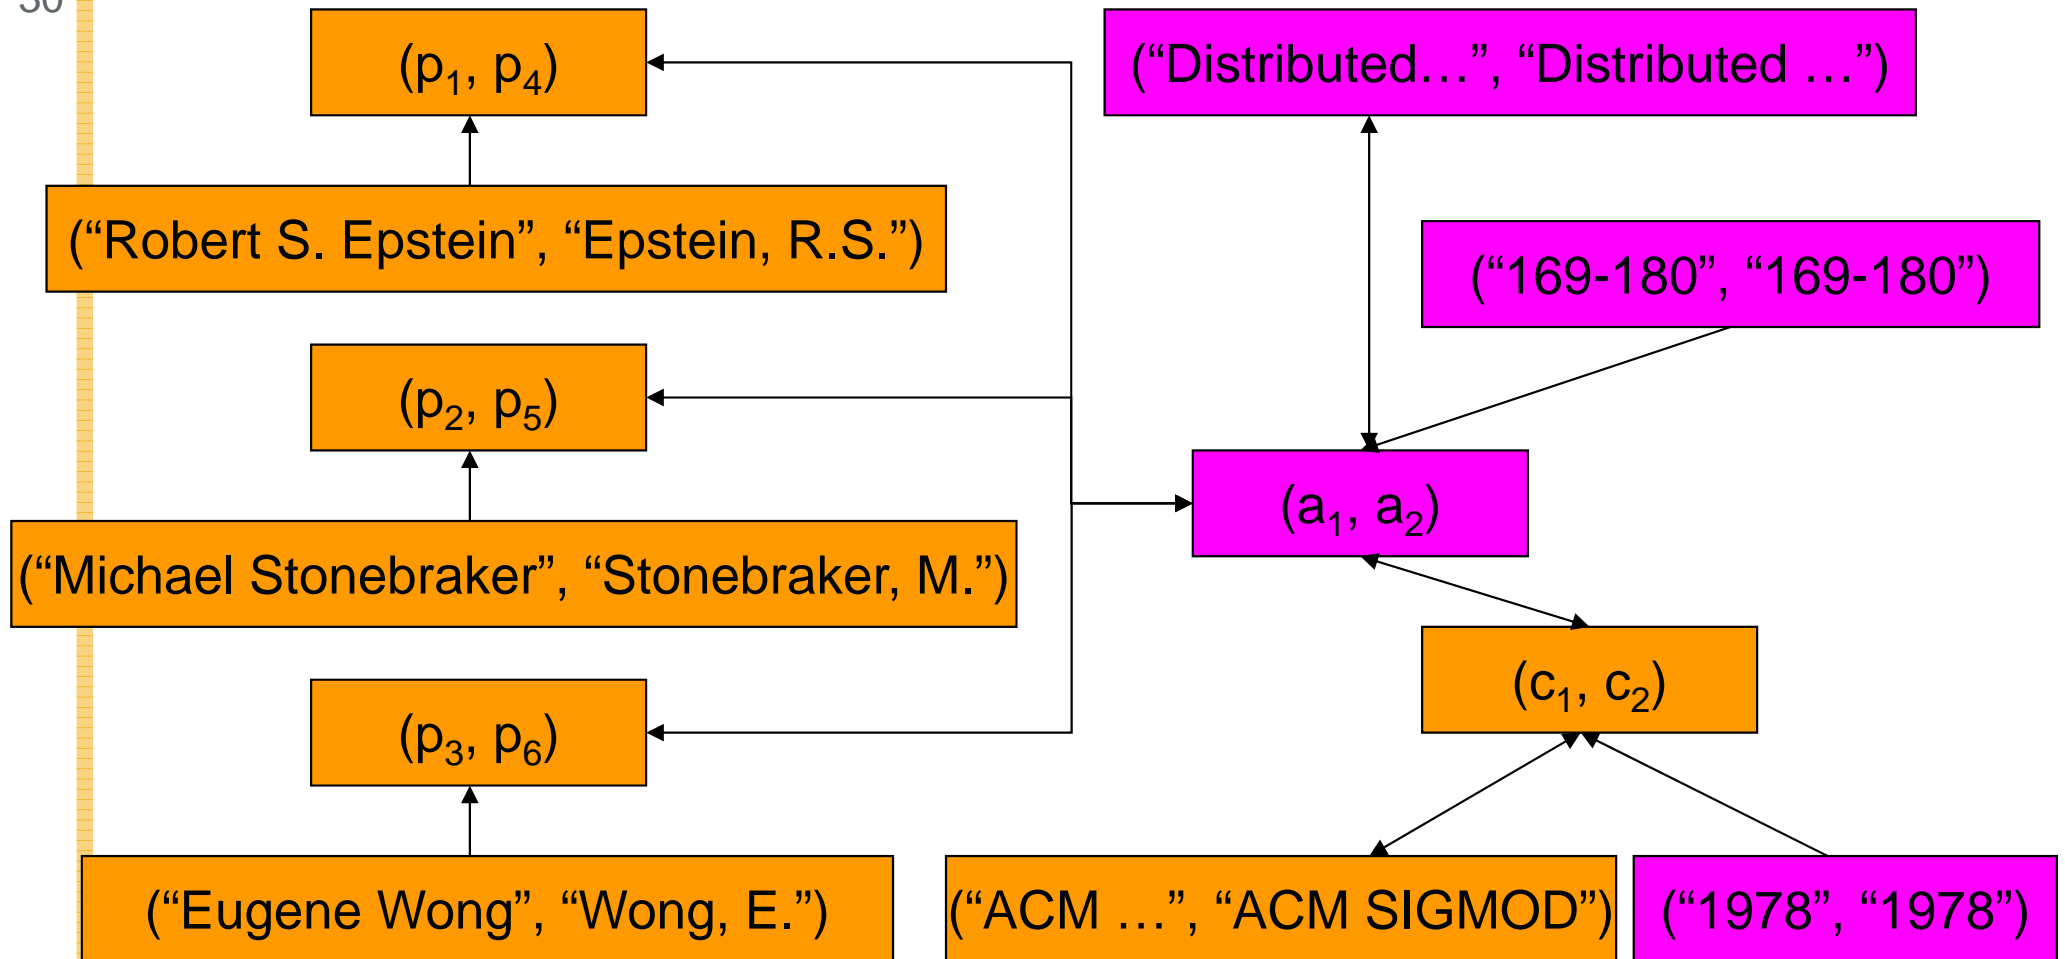 30
(p₁, p₄)
(“Distributed…”, “Distributed …”)
(“Robert S. Epstein”, “Epstein, R.S.”)
(“169-180”, “169-180”)
(p₂, p₅)
(a₁, a₂)
(“Michael Stonebraker”, “Stonebraker, M.”)
(c₁, c₂)
(p₃, p₆)
(“Eugene Wong”, “Wong, E.”)
(“ACM …”, “ACM SIGMOD”)
(“1978”, “1978”)